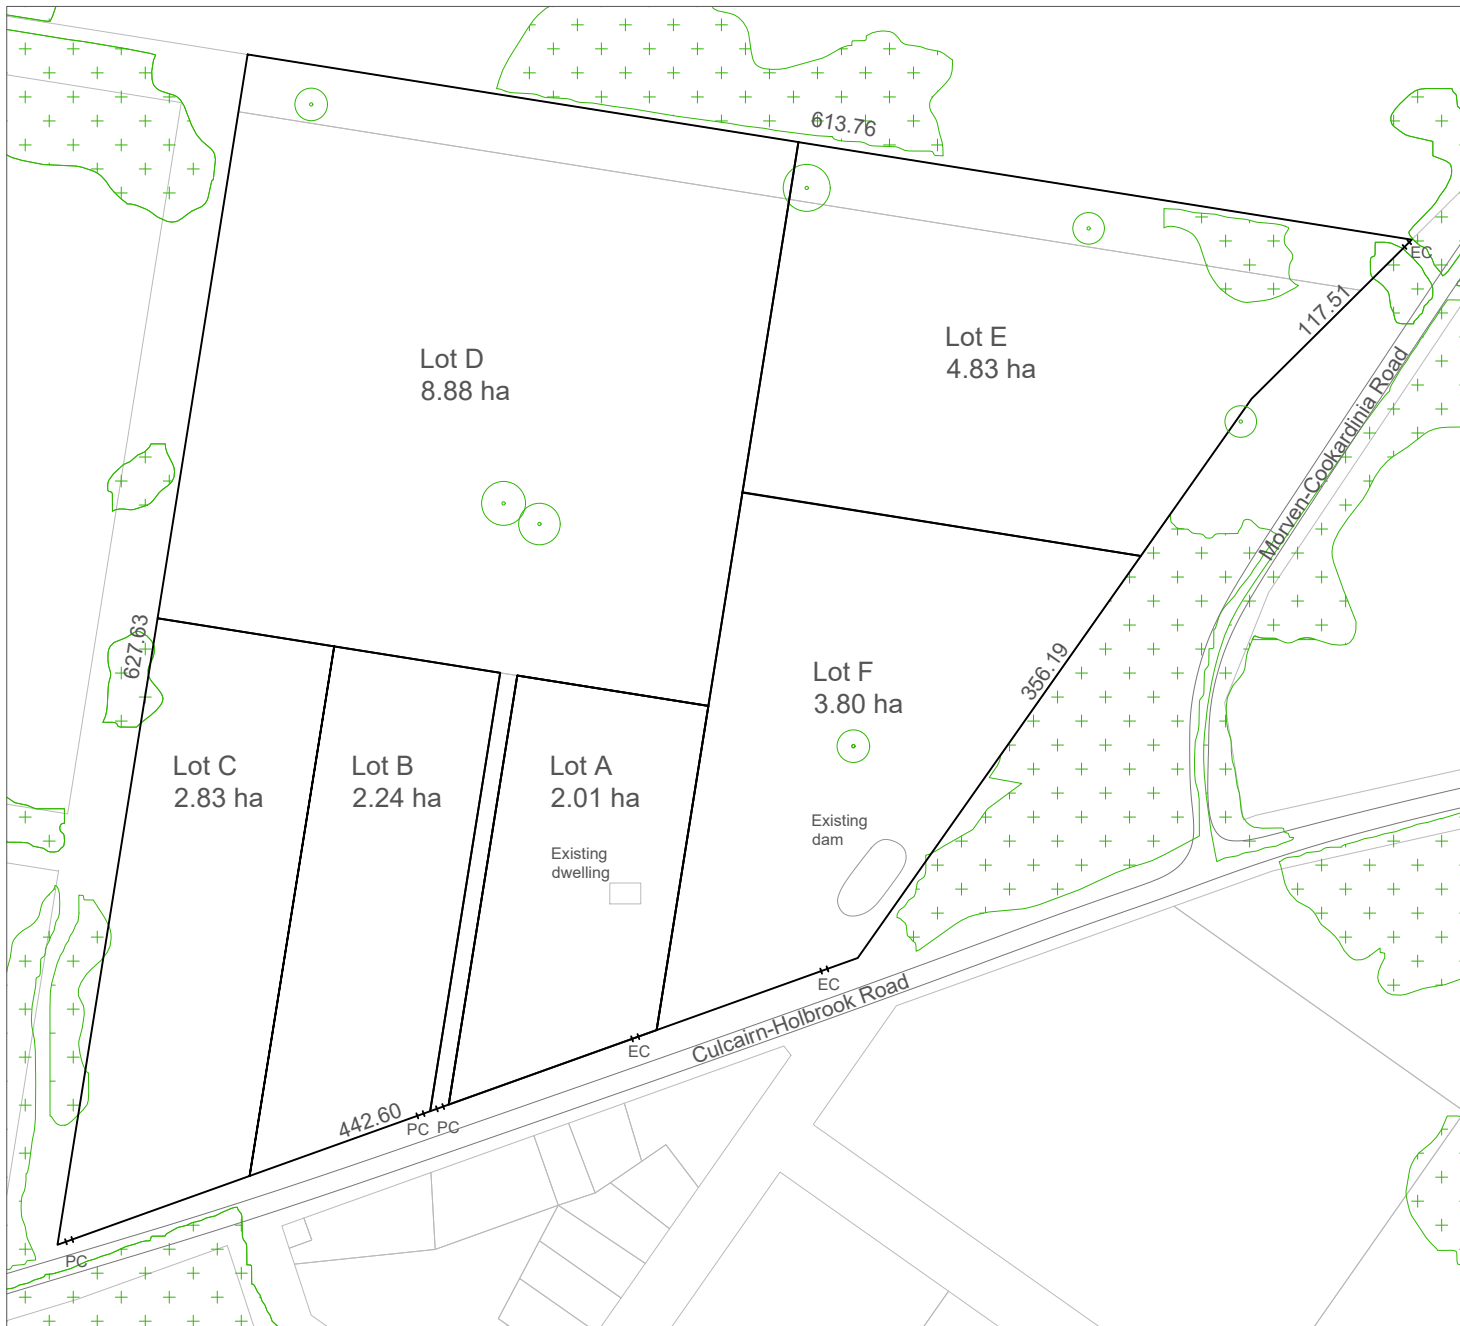 613.76
EC
117.51
Lot E
4.83 ha
Lot D
8.88 ha
Morven-Cookardinia Road
627.63
356.19
Lot F
3.80 ha
Lot C
2.83 ha
Lot B
2.24 ha
Lot A
2.01 ha
Existing
dam
Existing
dwelling
EC
Culcairn-Holbrook Road
EC
442.60
PC PC
PC